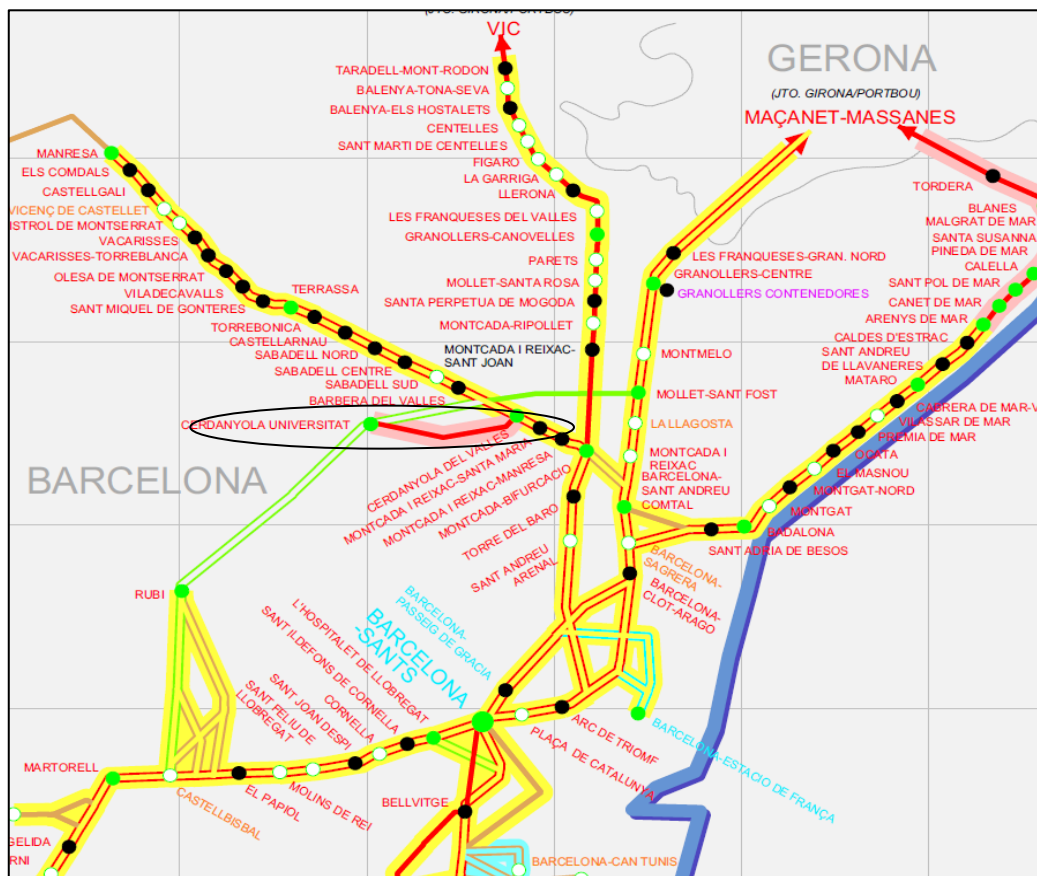 (JTO. GIRONA/PORTBOU)
VIC
TARADELL-MONT-RODON
BALENYA-TONA-SEVA
BALENYA-ELS HOSTALETS
CENTELLES
SANT MARTI DE CENTELLES
FIGARO
LA GARRIGA
LLERONA
LES FRANQUESES DEL VALLES
GRANOLLERS-CANOVELLES
PARETS
MOLLET-SANTA ROSA
SANTA PERPETUA DE MOGODA
MONTCADA-RIPOLLET
MONTCADA I REIXAC-
SANT JOAN
GERONA
(JTO. GIRONA/PORTBOU)
MAÇANET-MASSANES
TORDERA
BLANES
MALGRAT DE MAR
SANTA SUSANNA
PINEDA DE MAR
CALELLA
SANT POL DE MAR
CANET DE MAR
ARENYS DE MAR
CALDES D'ESTRAC
SANT ANDREU
DE LLAVANERES
MATARO
CABRERA DE MAR-V
VILASSAR DE MAR
PREMIA DE MAR
OCATA
EL MASNOU
MONTGAT-NORD
MONTGAT
BADALONA
SANT ADRIA DE BESOS
LES FRANQUESES-GRAN. NORD
GRANOLLERS-CENTRE
GRANOLLERS CONTENEDORES
MONTMELO
MOLLET-SANT FOST
LA LLAGOSTA
MONTCADA I
REIXAC
BARCELONA-
SANT ANDREU
COMTAL
BARCELONA-
SAGRERA
BARCELONA-
CLOT-ARAGO
MANRESA
ELS COMDALS
CASTELLGALI
VICENÇ DE CASTELLET
ISTROL DE MONTSERRAT
VACARISSES
VACARISSES-TORREBLANCA
OLESA DE MONTSERRAT
VILADECAVALLS
SANT MIQUEL DE GONTERES
TERRASSA
TORREBONICA
CASTELLARNAU
SABADELL NORD
SABADELL CENTRE
SABADELL SUD
BARBERA DEL VALLES
CERDANYOLA UNIVERSITAT
CERDANYOLA DEL VALLES
MONTCADA I REIXAC-SANTA MARIA
MONTCADA I REIXAC-MANRESA
MONTCADA-BIFURCACIO
TORRE DEL BARO
SANT ANDREU
ARENAL
BARCELONA
RUBI
BARCELONA-
PASSEIG DE GRACIA
BARCELONA
-SANTS
L'HOSPITALET DE LLOBREGAT
SANT ILDEFONS DE CORNELLA
CORNELLA
SANT JOAN DESPI
SANT FELIU DE
LLOBREGAT
MARTORELL
CASTELLBISBAL
EL PAPIOL
MOLINS DE REI
ARC DE TRIOMF
PLAÇA DE CATALUNYA
BARCELONA-ESTACIO DE FRANÇA
BELLVITGE
BARCELONA-CAN TUNIS
GELIDA
RNI